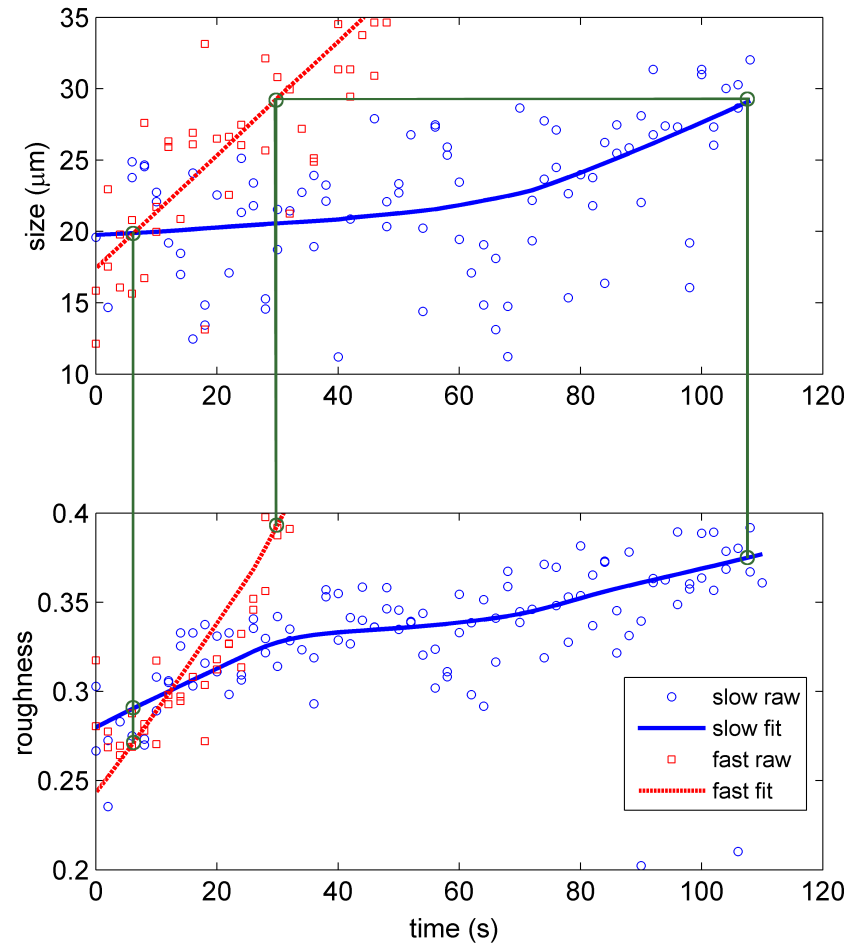 35
30
25
20
15
10
size (μm)
0 20 40 60 80 100 120
0.4
0.35
0.3
0.25
0.2
roughness
slow raw
slow fit
fast raw
fast fit
0 20 40 60 80 100 120
time (s)